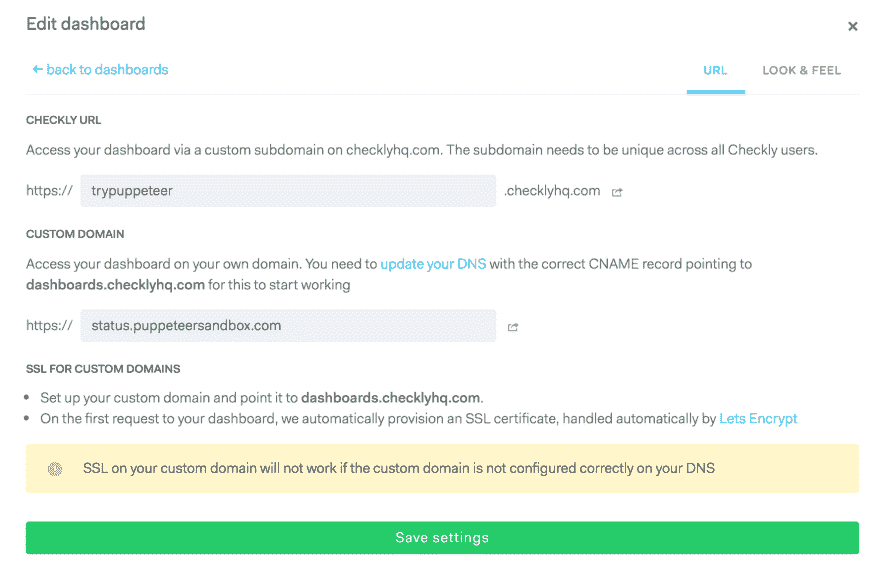 Edit dashboard
×
← back to dashboards
URL
LOOK & FEEL
CHECKLY URL
Access your dashboard via a custom subdomain on checklyhq.com. The subdomain needs to be unique across all Checkly users.
https:// trypuppeteer .checklyhq.com
CUSTOM DOMAIN
Access your dashboard on your own domain. You need to update your DNS with the correct CNAME record pointing to
dashboards.checklyhq.com for this to start working
https:// status.puppeteersandbox.com
SSL FOR CUSTOM DOMAINS
• Set up your custom domain and point it to dashboards.checklyhq.com.
• On the first request to your dashboard, we automatically provision an SSL certificate, handled automatically by Lets Encrypt
SSL on your custom domain will not work if the custom domain is not configured correctly on your DNS
Save settings